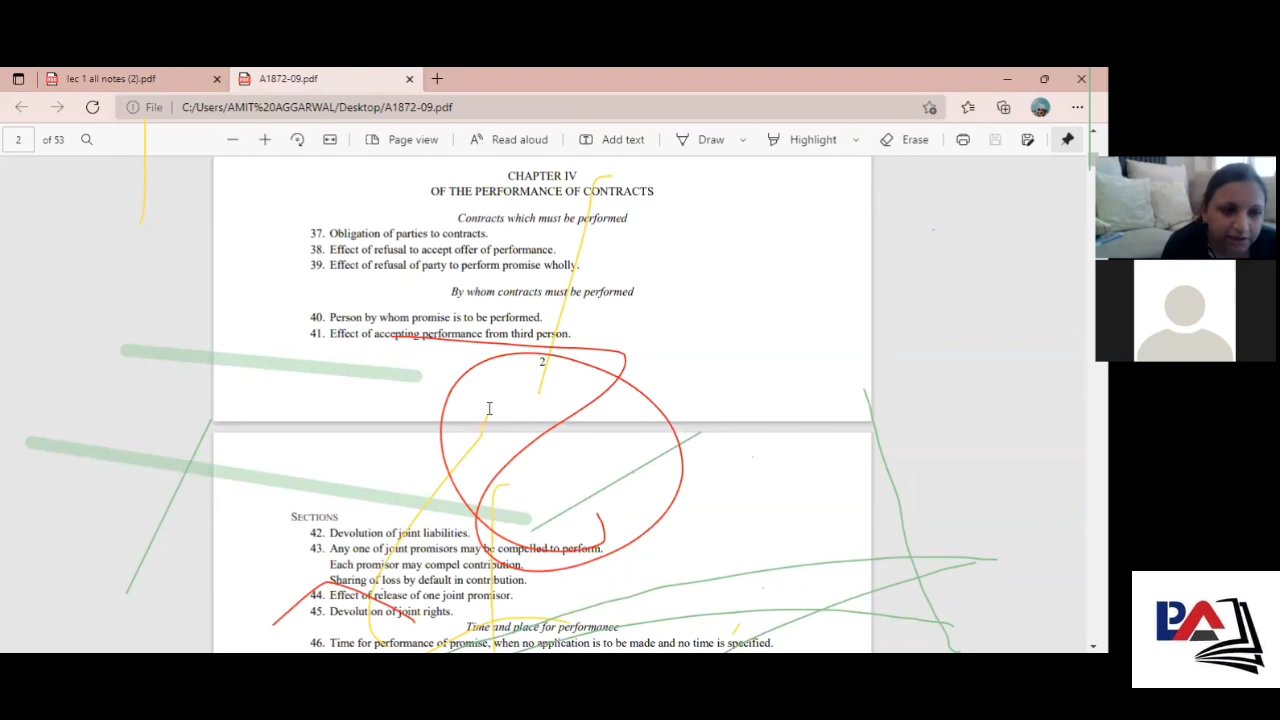 lec 1 all notes (2).pdf
A1872-09.pdf
File
C:/Users/AMIT%20AGGARWAL/Desktop/A1872-09.pdf
2 of 53
Page view
Read aloud
Add text
Draw
Highlight
Erase
CHAPTER IV
OF THE PERFORMANCE OF CONTRACTS
Contracts which must be performed
37. Obligation of parties to contracts.
38. Effect of refusal to accept offer of performance.
39. Effect of refusal of party to perform promise wholly.
By whom contracts must be performed
40. Person by whom promise is to be performed.
41. Effect of accepting performance from third person.
2
SECTIONS
42. Devolution of joint liabilities.
43. Any one of joint promisors may be compelled to perform.
Each promisor may compel contribution.
Sharing of loss by default in contribution.
44. Effect of release of one joint promisor.
45. Devolution of joint rights.
Time and place for performance
46. Time for performance of promise, when no application is to be made and no time is specified.